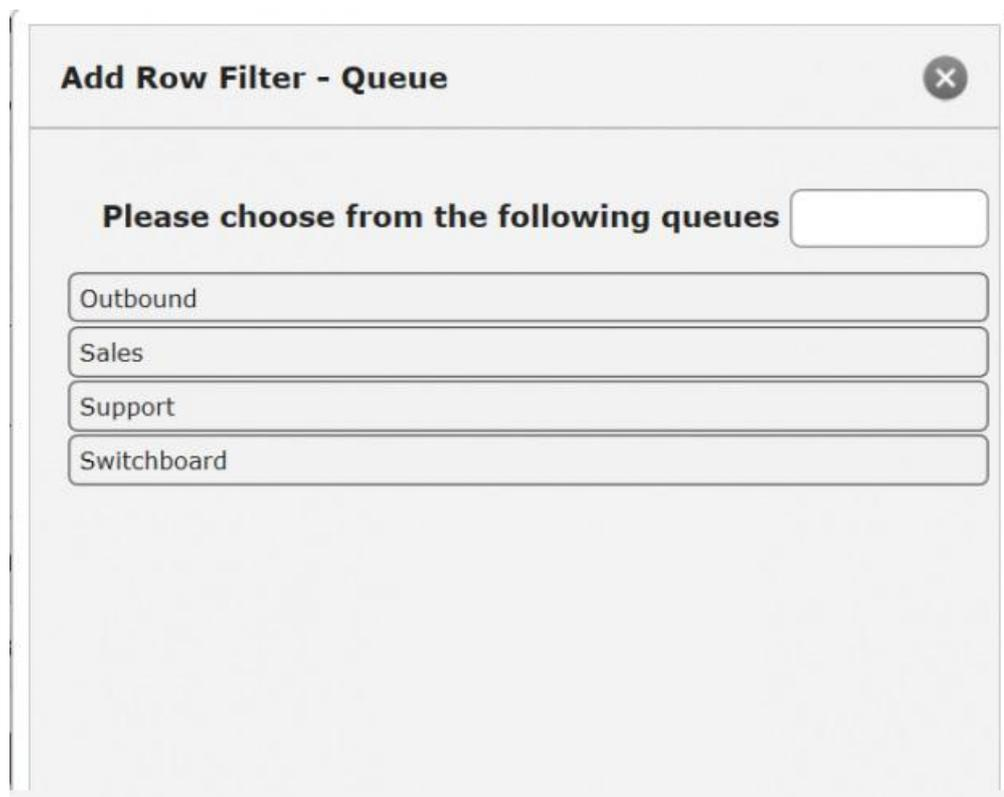 Add Row Filter - Queue
Please choose from the following queues
Outbound
Sales
Support
Switchboard